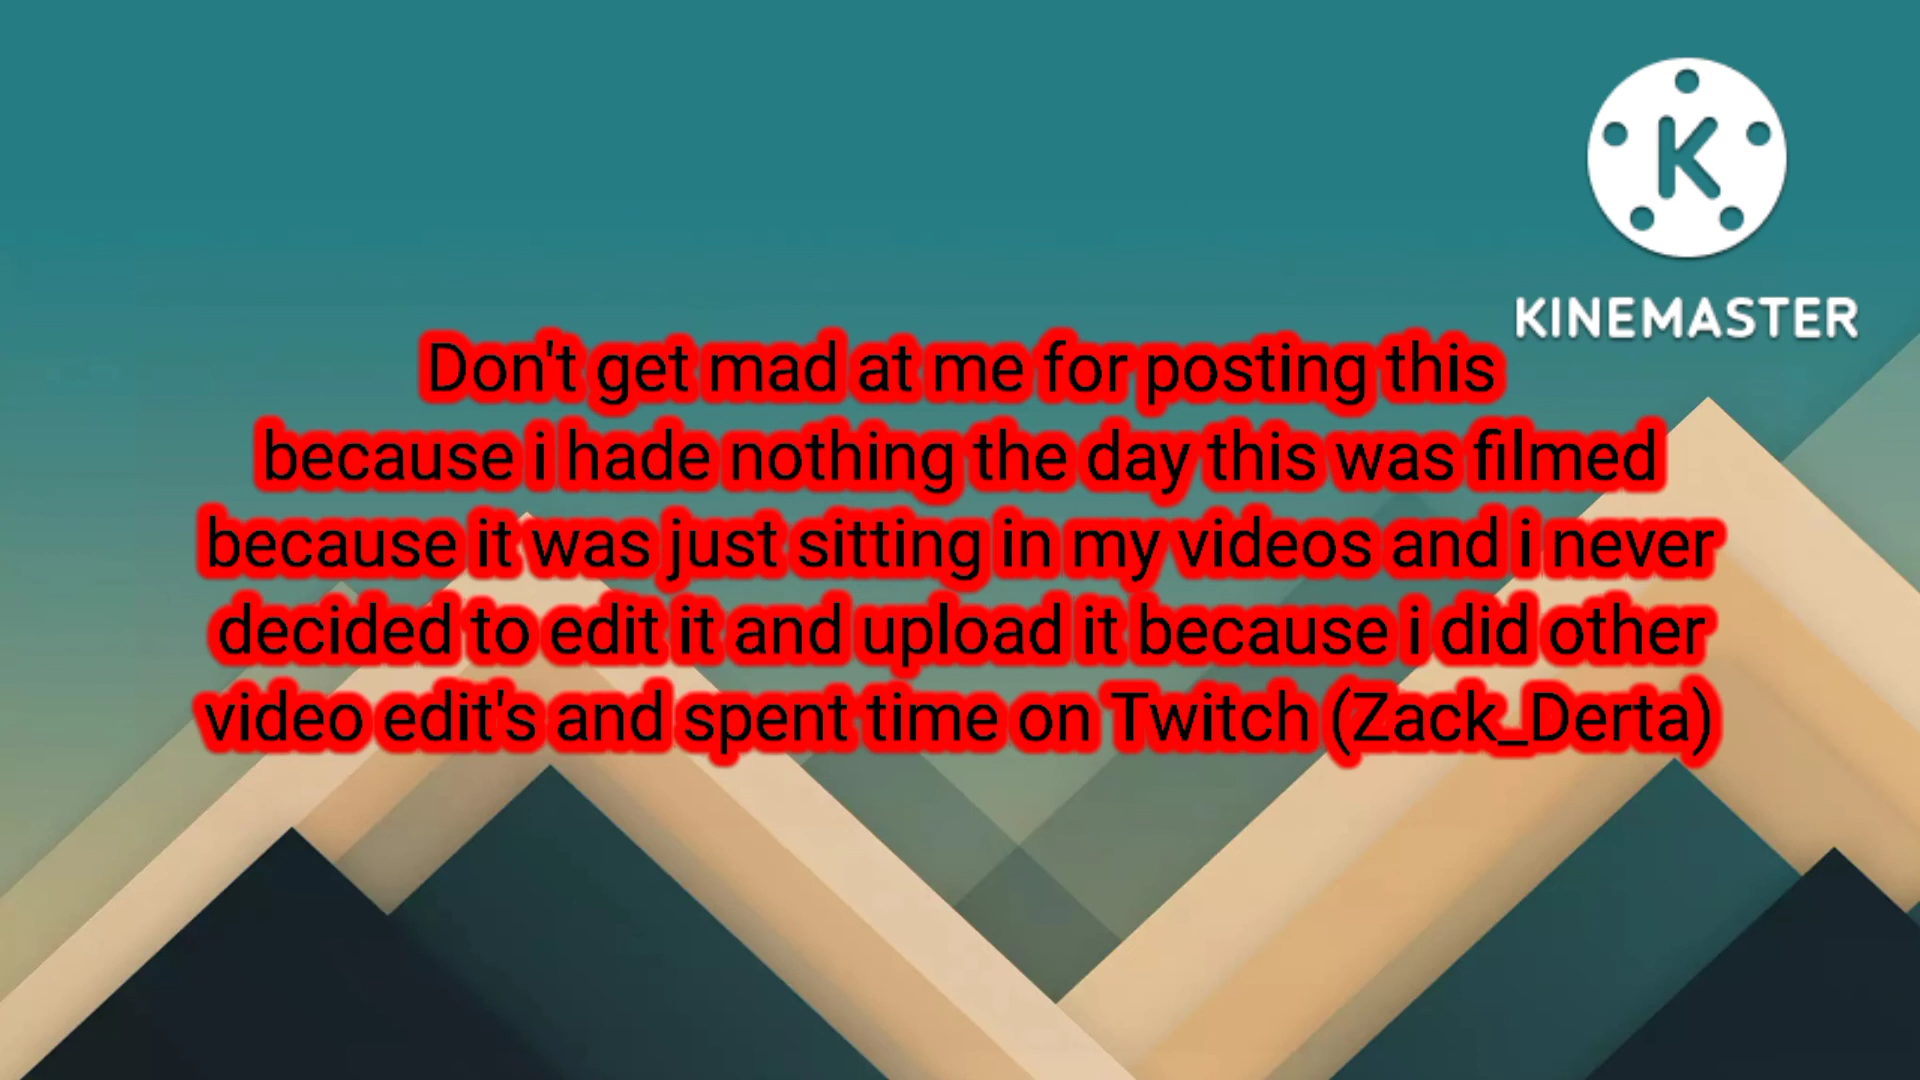 K
KINEMASTER
Don't get mad at me for posting this
because i hade nothing the day this was filmed
because it was just sitting in my videos and i never
decided to edit it and upload it because i did other
video edit's and spent time on Twitch (Zack_Derta)